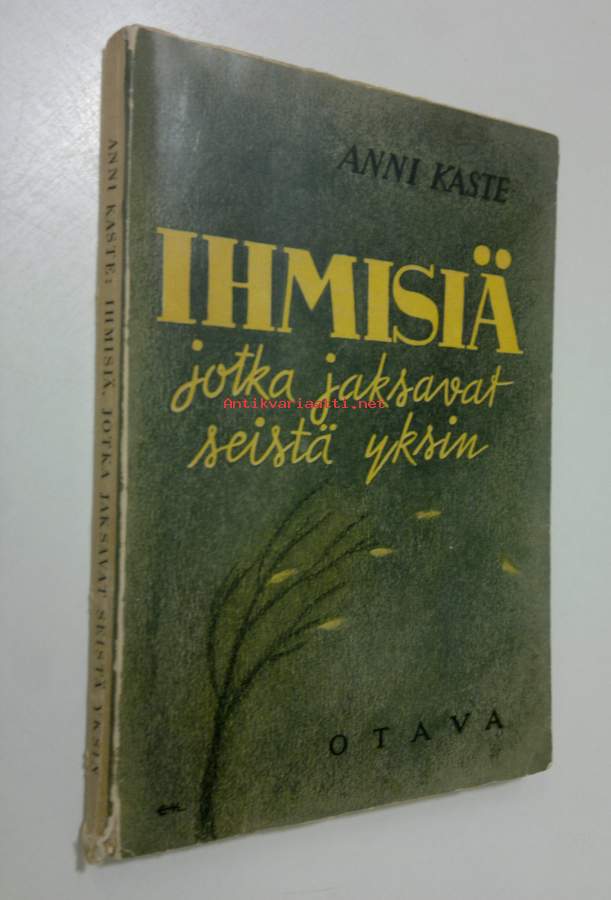 ANNI KASTE
IHMISIÄ
jotka jaksavat
Antikvariaatti.net
seistä yksin
OTAVA
ANNI KASTE: IHMISIÄ, JOTKA JAKSAVAT SEISTÄ YKSIN